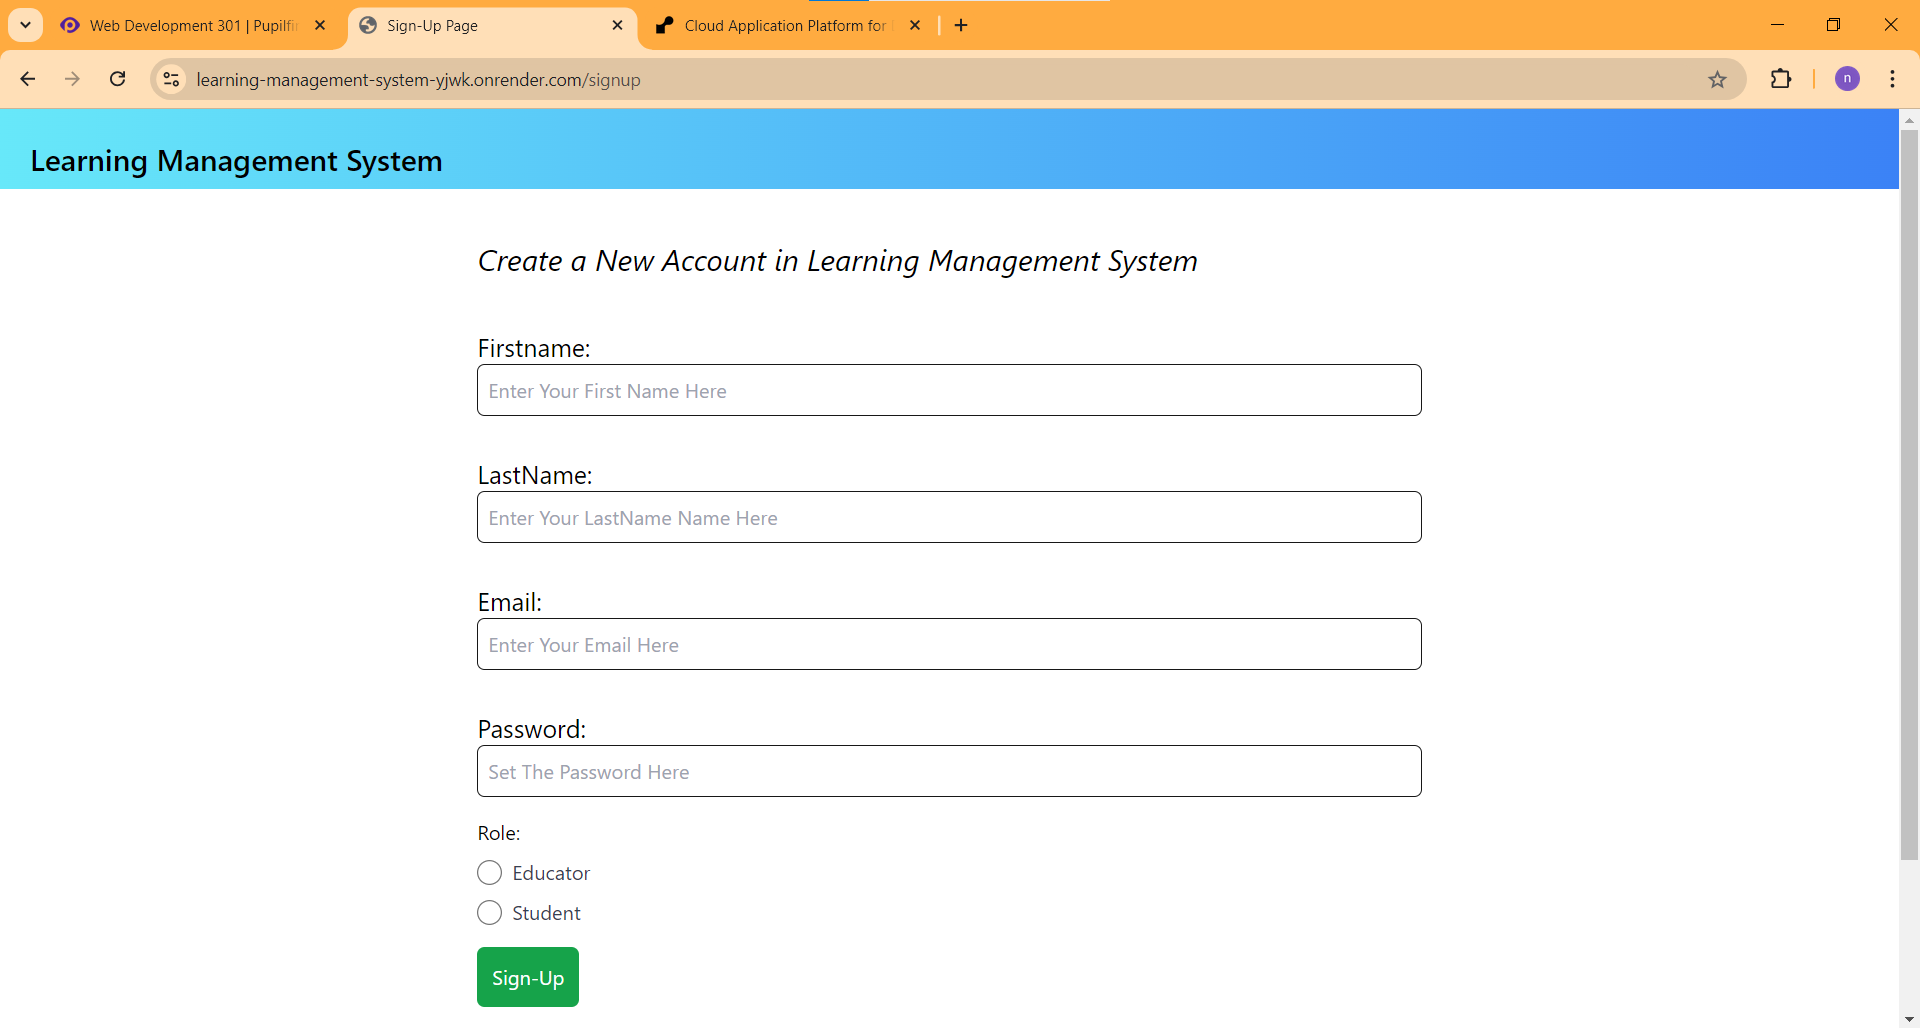 Web Development 301 | Pupilfi
Sign-Up Page
Cloud Application Platform for
learning-management-system-yjwk.onrender.com/signup
n
Learning Management System
Create a New Account in Learning Management System
Firstname:
Enter Your First Name Here
LastName:
Enter Your LastName Name Here
Email:
Enter Your Email Here
Password:
Set The Password Here
Role:
Educator
Student
Sign-Up